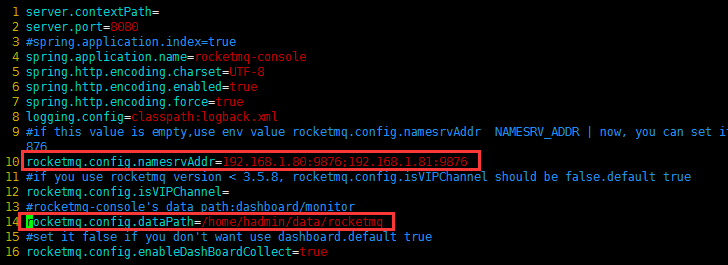 1 server.contextPath=
2 server.port=8080
3 #spring.application.index=true
4 spring.application.name=rocketmq-console
5 spring.http.encoding.charset=UTF-8
6 spring.http.encoding.enabled=true
7 spring.http.encoding.force=true
8 logging.config=classpath:logback.xml
9 #if this value is empty,use env value rocketmq.config.namesrvAddr  NAMESRV_ADDR | now, you can set it
876
10 rocketmq.config.namesrvAddr=192.168.1.80:9876;192.168.1.81:9876
11 #if you use rocketmq version < 3.5.8, rocketmq.config.isVIPChannel should be false.default true
12 rocketmq.config.isVIPChannel=
13 #rocketmq-console's data path:dashboard/monitor
14 rocketmq.config.dataPath=/home/hadmin/data/rocketmq
15 #set it false if you don't want use dashboard.default true
16 rocketmq.config.enableDashBoardCollect=true